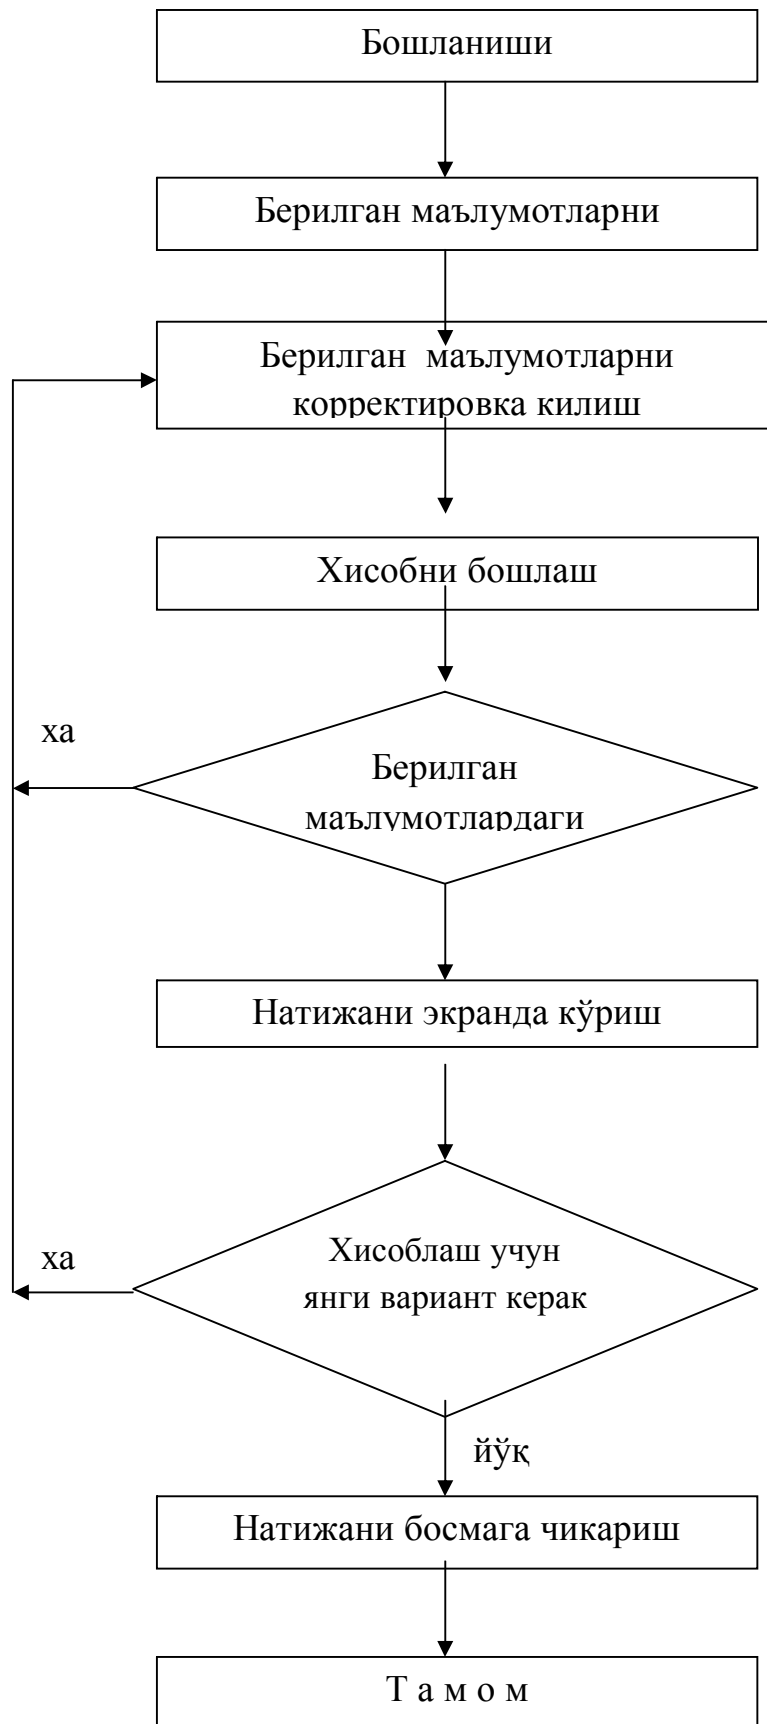 Бошланиши
Берилган маълумотларни
Берилган маълумотларни
корректировка килиш
Хисобни бошлаш
ха
Берилган
маълумотлардаги
Натижани экранда кўриш
ха
Хисоблаш учун
янги вариант керак
йўқ
Натижани босмага чикариш
Т а м о м